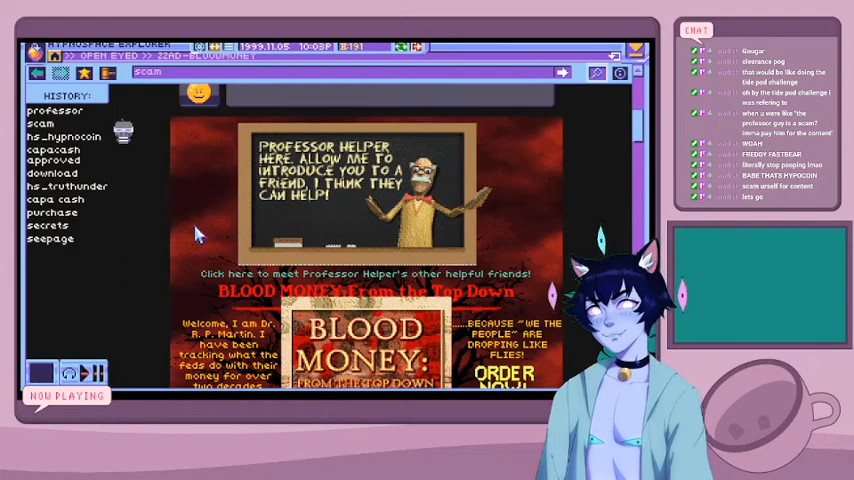 HYPNOSPACE EXPLORER
1999.11.05 10:03P
191
>> OPEN EYED >> ZZAD-BLOODMONEY
scam
HISTORY:
professor
scam
hs_hypnocoin
capacash
approved
download
hs_truthunder
capa cash
purchase
secrets
seepage
PROFESSOR HELPER
HERE. ALLOW ME TO
INTRODUCE YOU TO A
FRIEND, I THINK THEY
CAN HELP!
Click here to meet Professor Helper's other helpful friends!
BLOOD MONEY:From the Top Down
Welcome, I am Dr.
R. P. Martin. I
have been
tracking what the
feds do with their
money for over
two decades
BLOOD
MONEY:
FROM THE TOP DOWN
......BECAUSE "WE THE
PEOPLE" ARE
DROPPING LIKE
FLIES!
ORDER
NOW!
NOW PLAYING
CHAT
Gougar
cleerance pog
that would be like doing the
tide pod challenge
oh by the tide pod challenge i
was refering to
when u were like "the
professor guy is a scam?
imma pay him for the content"
WOAH
FREDDY FASTBEAR
literally stop pooping lmao
BABE THATS HYPOCOIN
scam urself for content
lets go